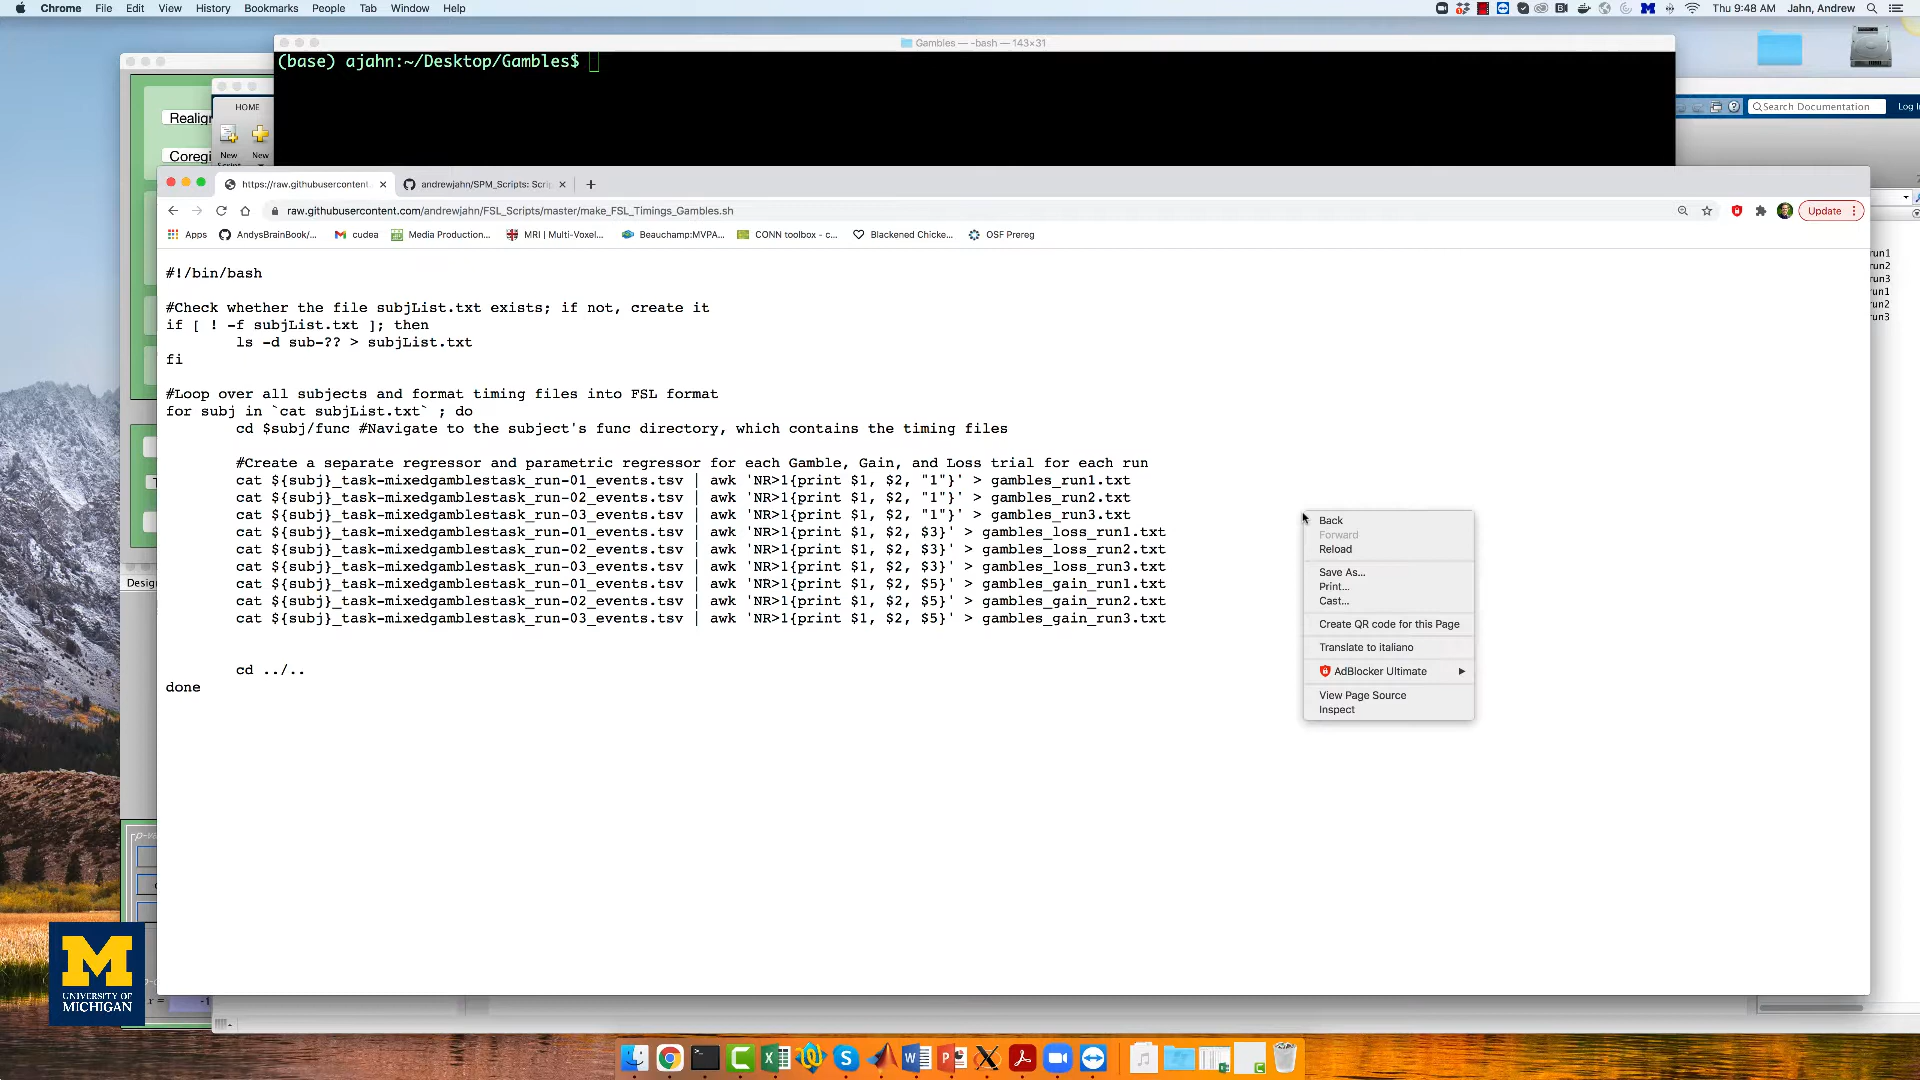 Chrome File Edit View History Bookmarks People Tab Window Help Thu 9:48 AM Jahn, Andrew
Gambles — -bash — 143×31
(base) ajahn:~/Desktop/Gambles$
HOME
New
New
Search Documentation
https://raw.githubusercontent. andrewjahn/SPM_Scripts: Scri
raw.githubusercontent.com/andrewjahn/FSL_Scripts/master/make_FSL_Timings_Gambles.sh Update
Apps AndysBrainBook/... cudea Media Production... MRI | Multi-Voxel... Beauchamp:MVPA... CONN toolbox - c... Blackened Chicke... OSF Prereg
#!/bin/bash
#Check whether the file subjList.txt exists; if not, create it
if [ ! -f subjList.txt ]; then
ls -d sub-?? > subjList.txt
fi
#Loop over all subjects and format timing files into FSL format
for subj in `cat subjList.txt` ; do
cd $subj/func #Navigate to the subject's func directory, which contains the timing files
#Create a separate regressor and parametric regressor for each Gamble, Gain, and Loss trial for each run
cat ${subj}_task-mixedgamblestask_run-01_events.tsv | awk 'NR>1{print $1, $2, "1"}' > gambles_run1.txt
cat ${subj}_task-mixedgamblestask_run-02_events.tsv | awk 'NR>1{print $1, $2, "1"}' > gambles_run2.txt
cat ${subj}_task-mixedgamblestask_run-03_events.tsv | awk 'NR>1{print $1, $2, "1"}' > gambles_run3.txt
cat ${subj}_task-mixedgamblestask_run-01_events.tsv | awk 'NR>1{print $1, $2, $3}' > gambles_loss_run1.txt
cat ${subj}_task-mixedgamblestask_run-02_events.tsv | awk 'NR>1{print $1, $2, $3}' > gambles_loss_run2.txt
cat ${subj}_task-mixedgamblestask_run-03_events.tsv | awk 'NR>1{print $1, $2, $3}' > gambles_loss_run3.txt
cat ${subj}_task-mixedgamblestask_run-01_events.tsv | awk 'NR>1{print $1, $2, $5}' > gambles_gain_run1.txt
cat ${subj}_task-mixedgamblestask_run-02_events.tsv | awk 'NR>1{print $1, $2, $5}' > gambles_gain_run2.txt
cat ${subj}_task-mixedgamblestask_run-03_events.tsv | awk 'NR>1{print $1, $2, $5}' > gambles_gain_run3.txt
cd ../..
done
Back
Forward
Reload
Save As...
Print...
Cast...
Create QR code for this Page
Translate to italiano
AdBlocker Ultimate
View Page Source
Inspect
run1
run2
run3
run1
run2
run3
M
UNIVERSITY OF
MICHIGAN